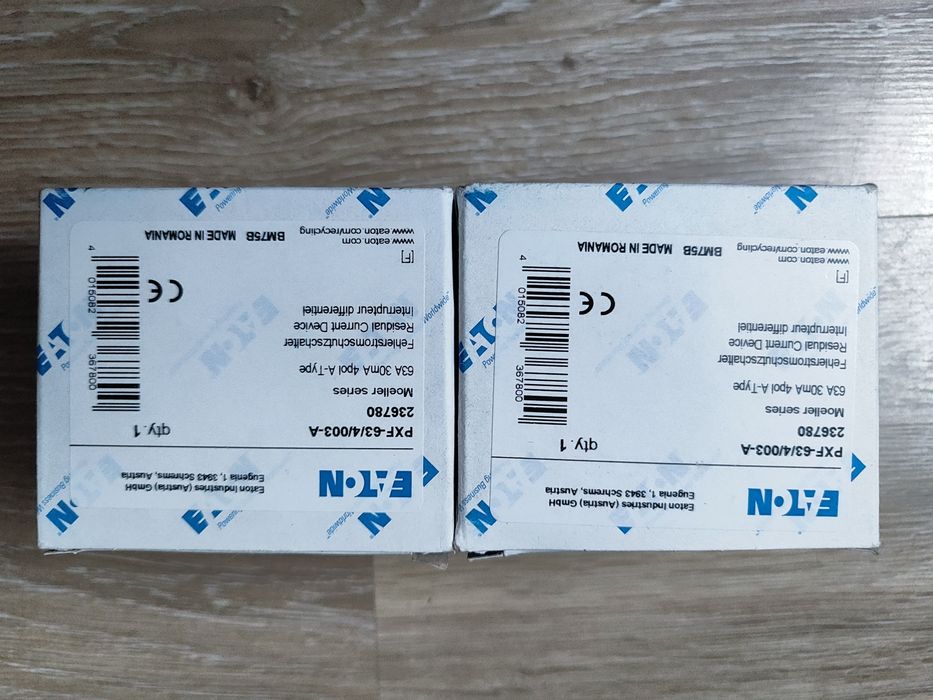 EATON
Eaton Industries (Austria) GmbH
Eugenia 1, 3943 Schrems, Austria
PXF-63/4/003-A
236780
qty. 1
Moeller series
63A 30mA 4pol A-Type
Fehlerstromschutzschalter
Residual Current Device
Interrupteur différentiel
[F]
www.eaton.com
www.eaton.com/recycling
BM75B MADE IN ROMANIA
CE
4 015082 367800
EATON
Eaton Industries (Austria) GmbH
Eugenia 1, 3943 Schrems, Austria
PXF-63/4/003-A
236780
qty. 1
Moeller series
63A 30mA 4pol A-Type
Fehlerstromschutzschalter
Residual Current Device
Interrupteur différentiel
[F]
www.eaton.com
www.eaton.com/recycling
BM75B MADE IN ROMANIA
CE
4 015082 367800